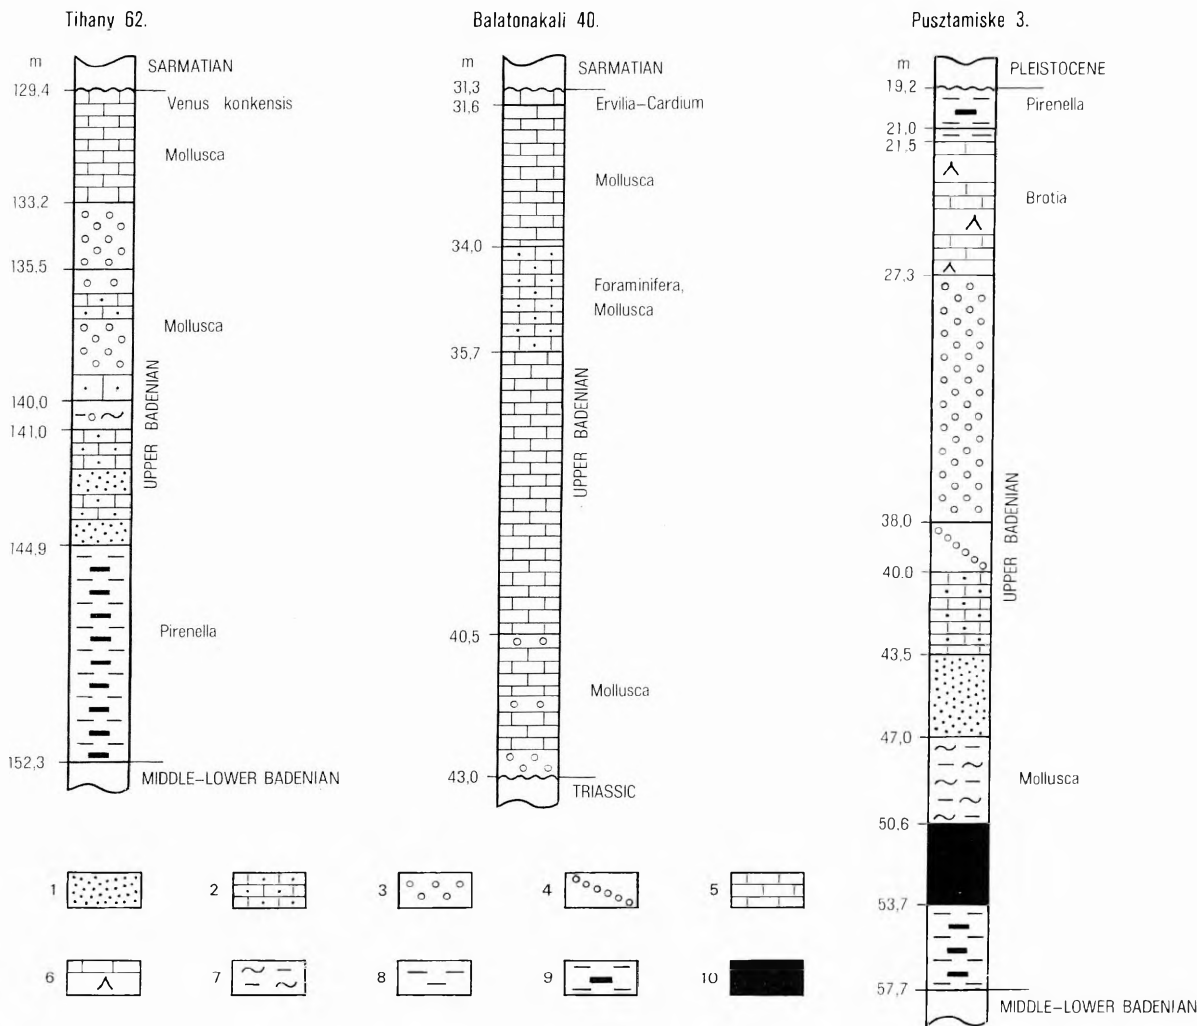 Tihany 62.
m
SARMATIAN
129,4
Venus konkensis
Mollusca
133.2
135,5
Mollusca
140,0
141,0
UPPER BADENIAN
144,9
Pirenella
152,3
MIDDLE–LOWER BADENIAN
Balatonakali 40.
m
SARMATIAN
31,3
31,6
Ervilia–Cardium
Mollusca
34,0
Foraminifera,
Mollusca
35,7
UPPER BADENIAN
40,5
Mollusca
43,0
TRIASSIC
Pusztamiske 3.
m
PLEISTOCENE
19,2
Pirenella
21,0
21,5
Brotia
27,3
38,0
UPPER BADENIAN
40.0
43,5
47,0
Mollusca
50,6
53,7
57,7
MIDDLE–LOWER BADENIAN
1
2
3
4
5
6
7
8
9
10